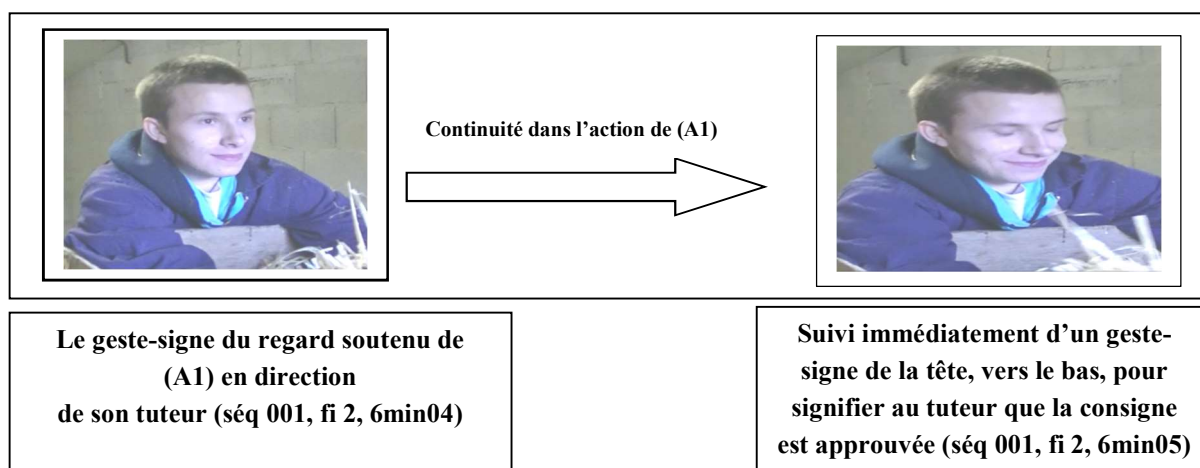 Continuité dans l’action de (A1)
Le geste-signe du regard soutenu de
(A1) en direction
de son tuteur (séq 001, fi 2, 6min04)
Suivi immédiatement d’un geste-
signe de la tête, vers le bas, pour
signifier au tuteur que la consigne
est approuvée (séq 001, fi 2, 6min05)